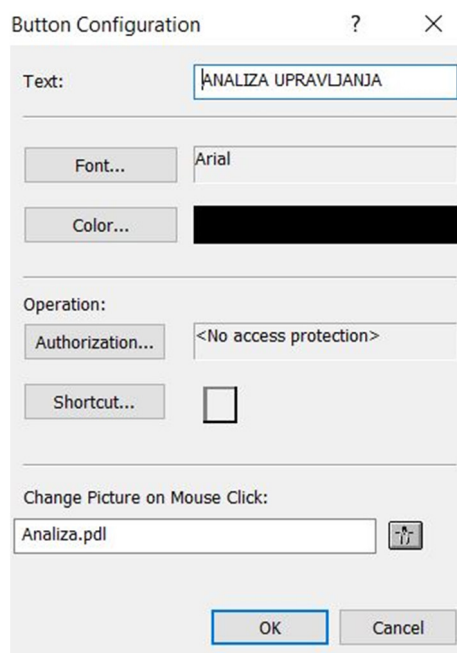 Button Configuration ?
Text: ANALIZA UPRAVLJANJA
Font... Arial
Color...
Operation:
Authorization... <No access protection>
Shortcut...
Change Picture on Mouse Click:
Analiza.pdl
OK Cancel